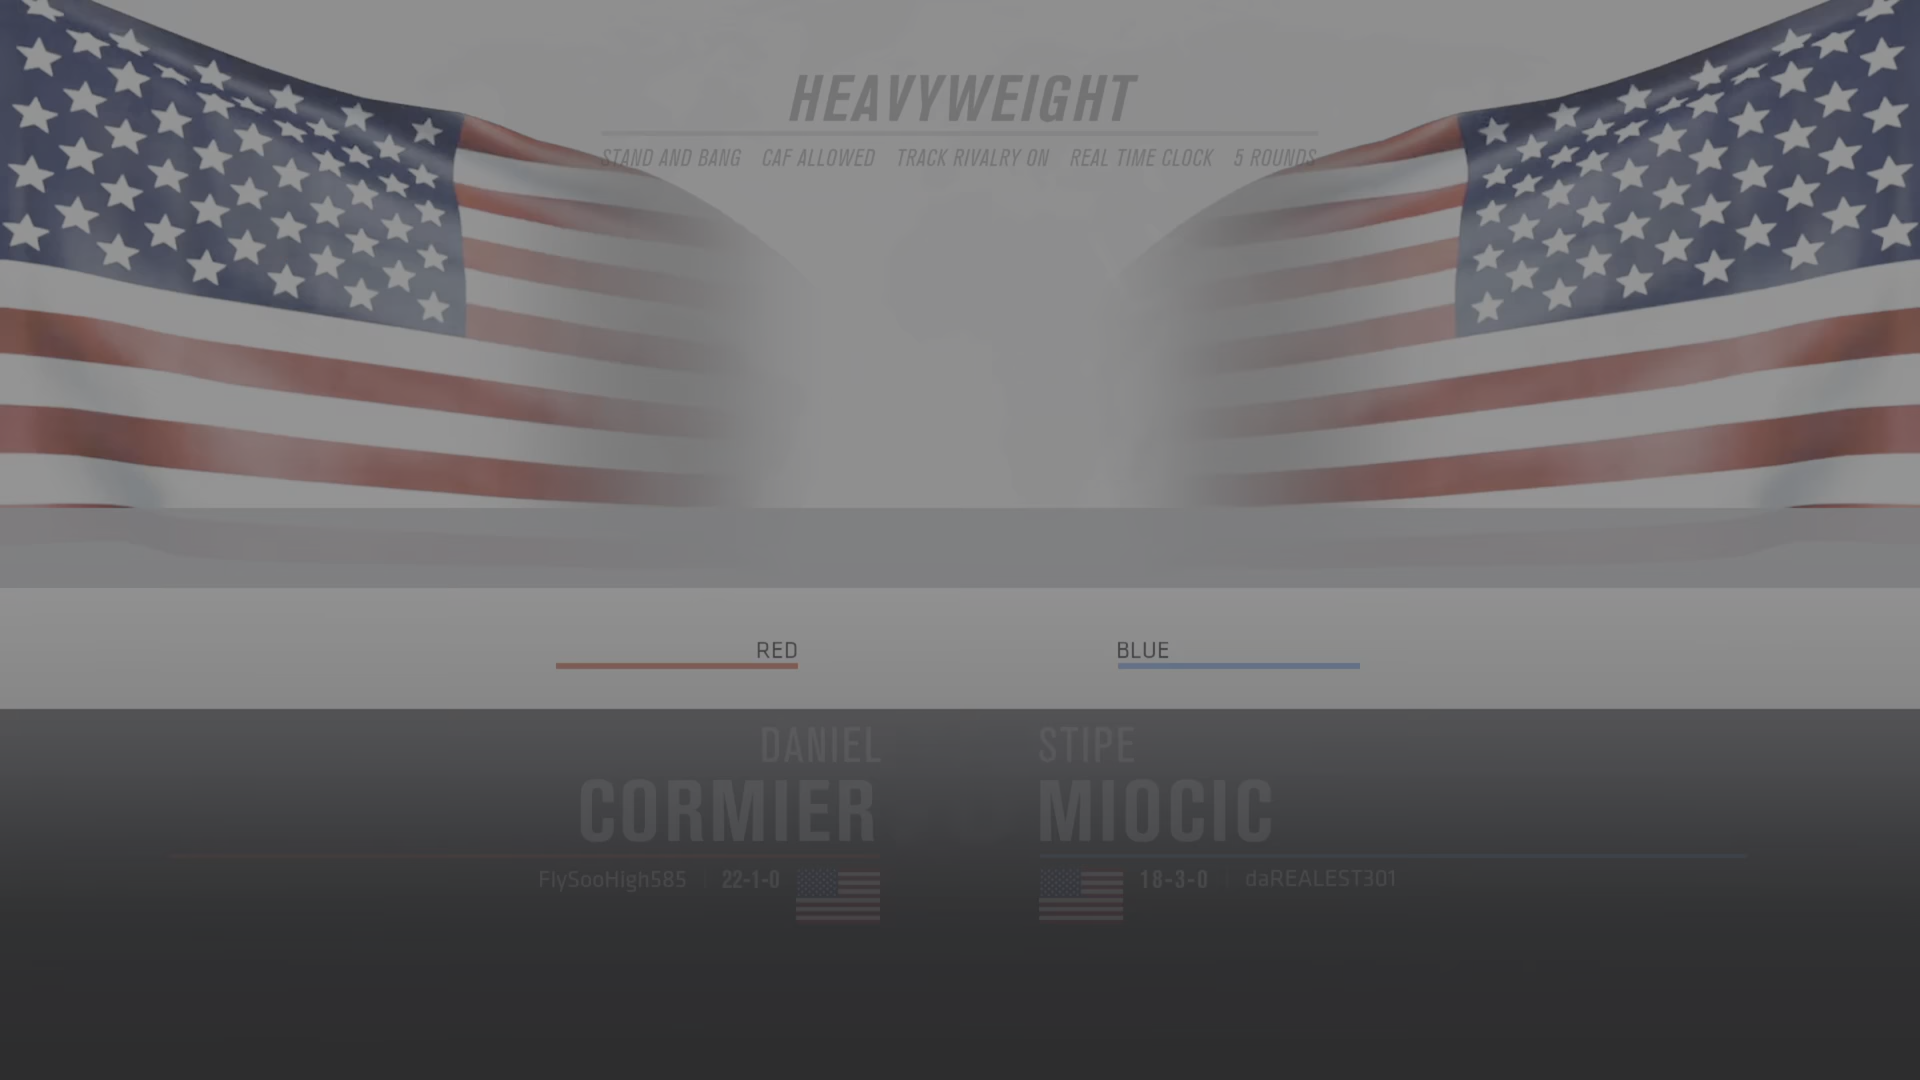 HEAVYWEIGHT
STAND AND BANG CAF ALLOWED TRACK RIVALRY ON REAL TIME CLOCK 5 ROUNDS
RED BLUE
DANIEL STIPE
CORMIER MIOCIC
FlySooHigh585 22-1-0 18-3-0 daREALEST301